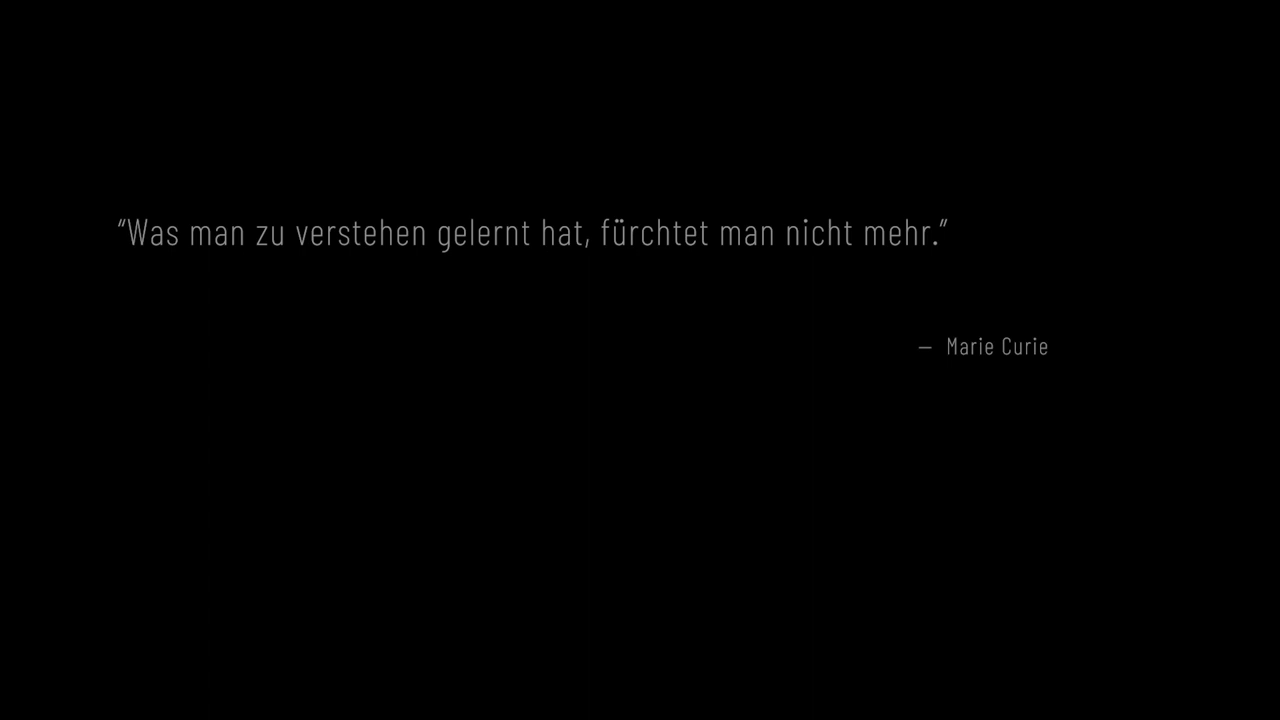 “Was man zu verstehen gelernt hat, fürchtet man nicht mehr.”
— Marie Curie